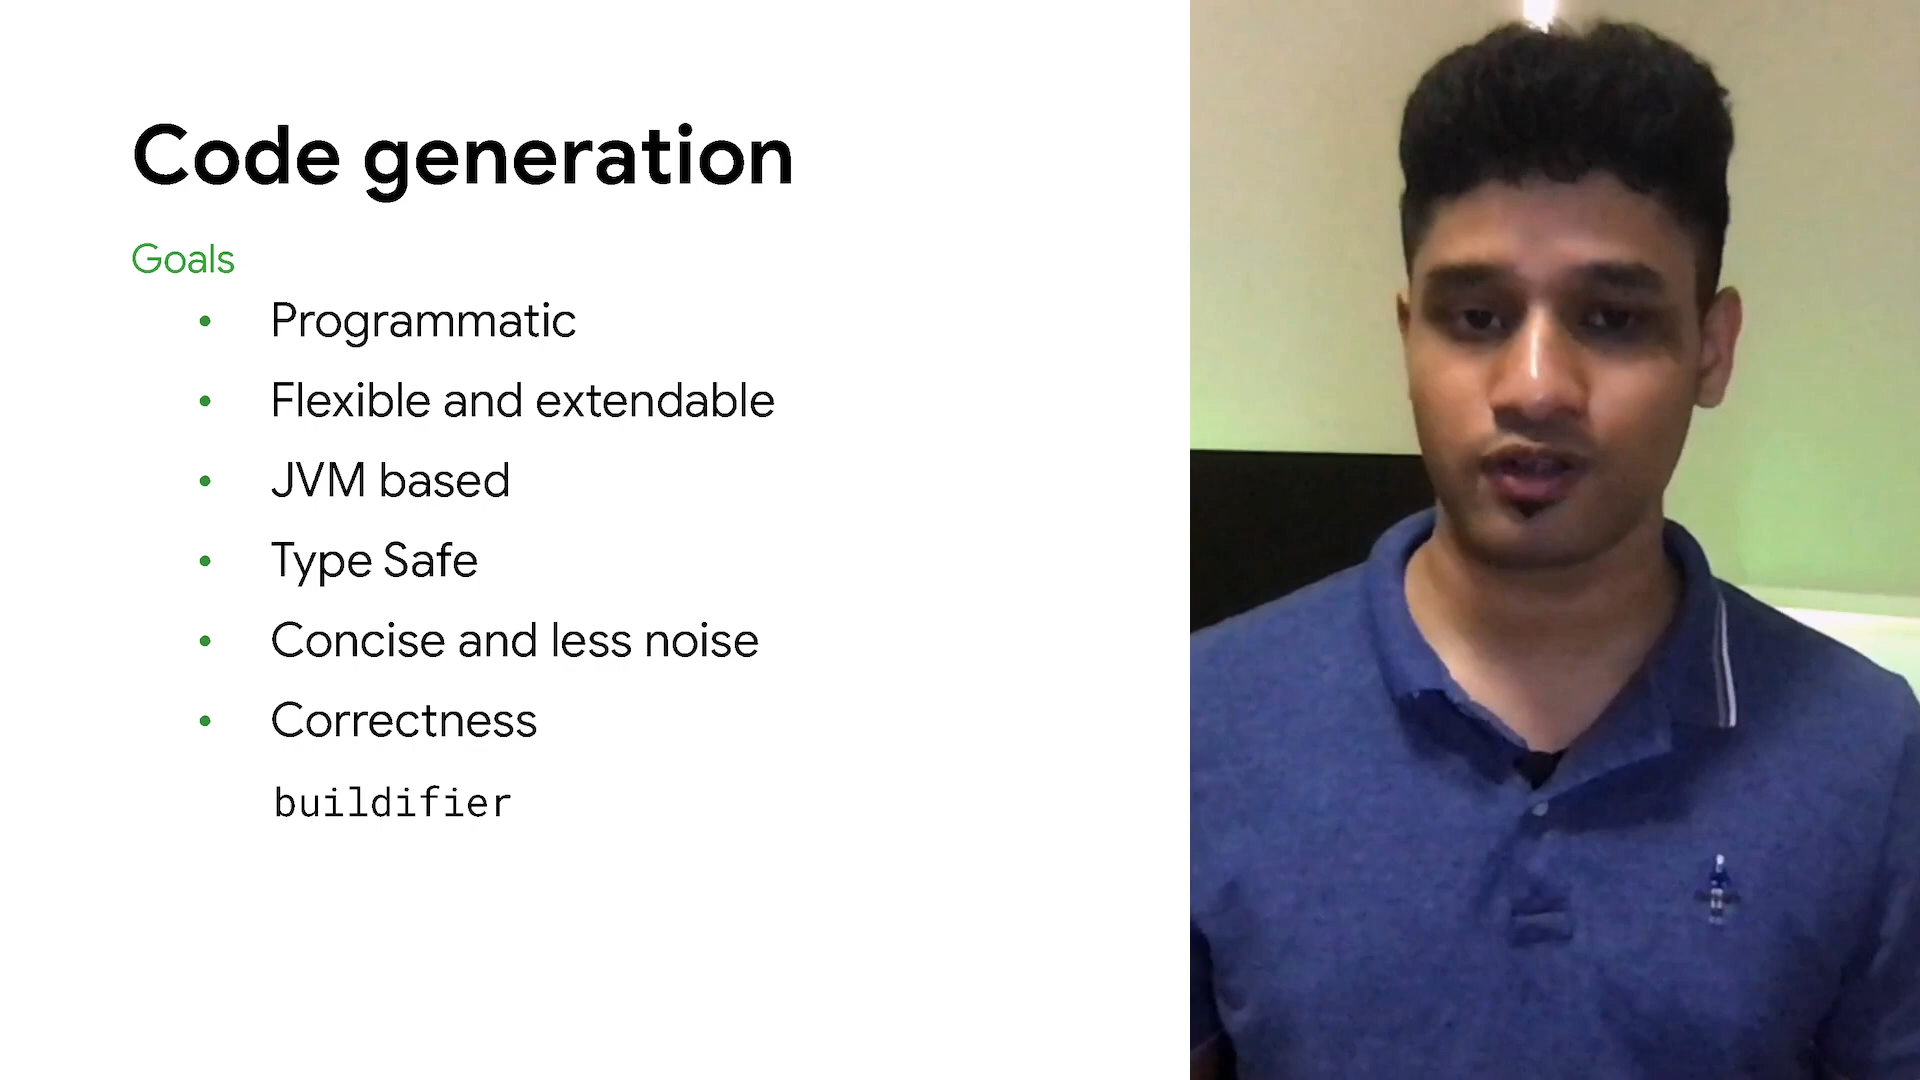 Code generation
Goals
• Programmatic
• Flexible and extendable
• JVM based
• Type Safe
• Concise and less noise
• Correctness
buildifier